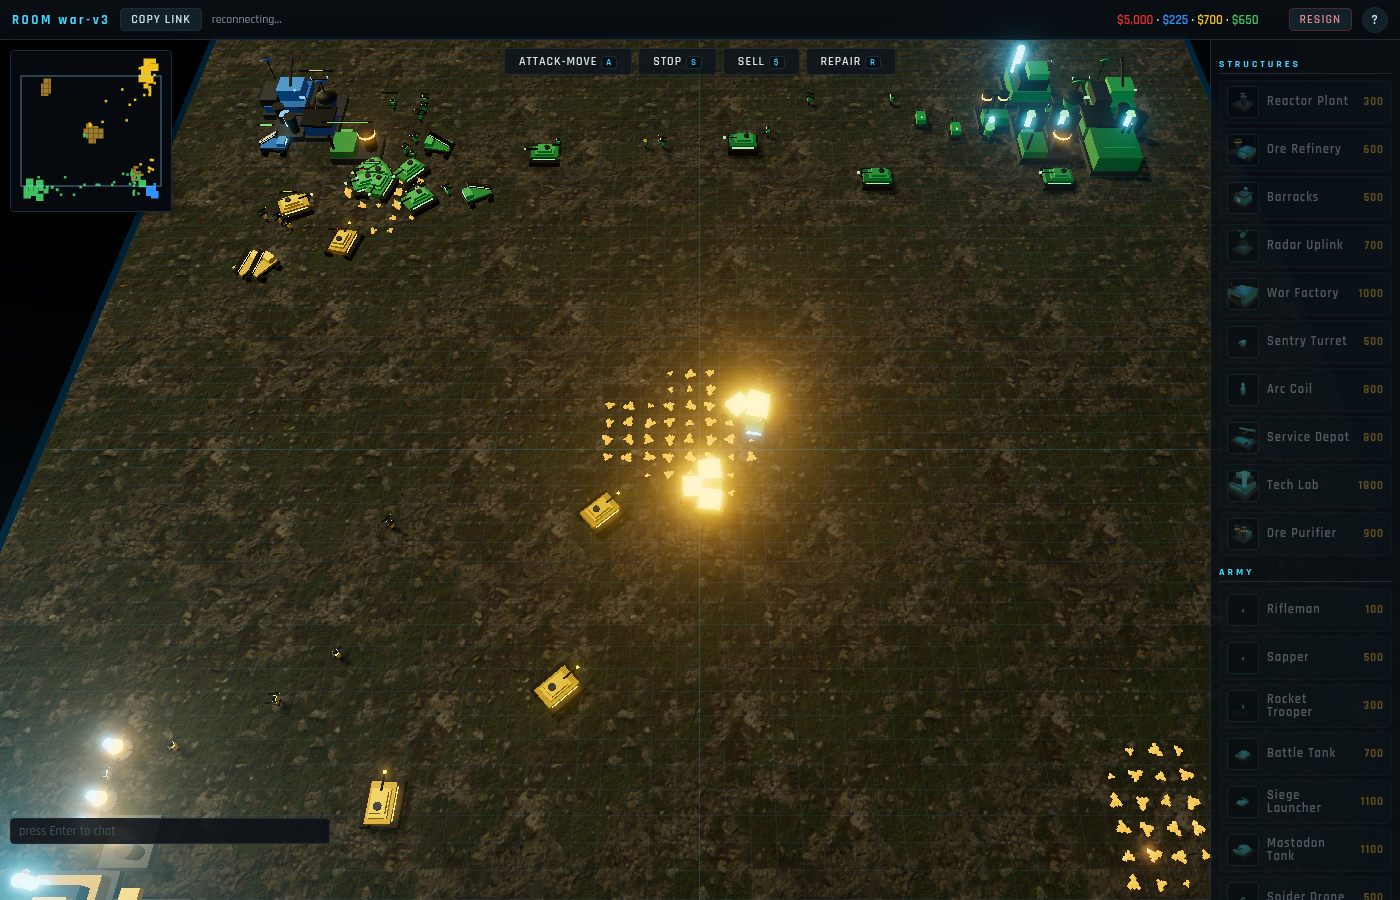 ROOM war-v3 COPY LINK reconnecting... $5,000 · $225 · $700 · $650 RESIGN ?
ATTACK-MOVE A STOP S SELL $ REPAIR R
STRUCTURES
Reactor Plant 300
Ore Refinery 600
Barracks 500
Radar Uplink 700
War Factory 1000
Sentry Turret 500
Arc Coil 800
Service Depot 800
Tech Lab 1800
Ore Purifier 900
ARMY
Rifleman 100
Sapper 500
Rocket
Trooper 300
Battle Tank 700
Siege
Launcher 1100
Mastodon
Tank 1100
Spider Drone 500
press Enter to chat